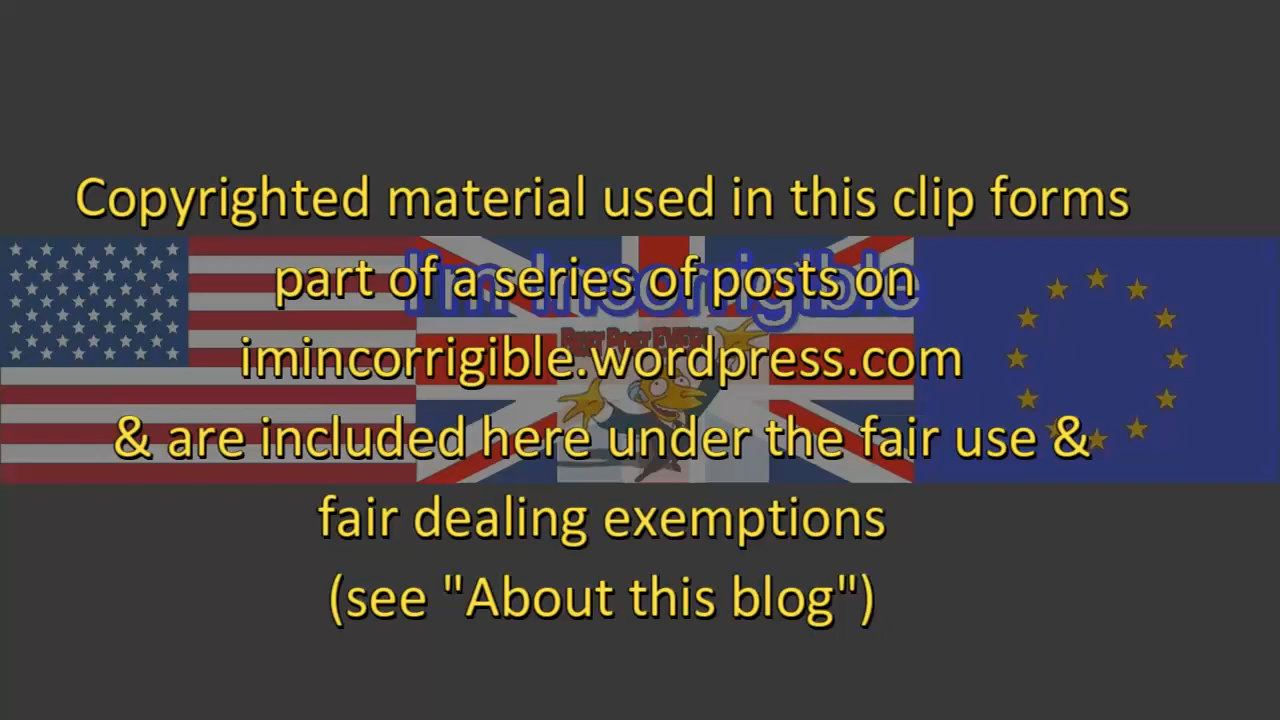 Copyrighted material used in this clip forms
part of a series of posts on
I'm Incorrigible
imincorrigible.wordpress.com
& are included here under the fair use &
fair dealing exemptions
(see "About this blog")